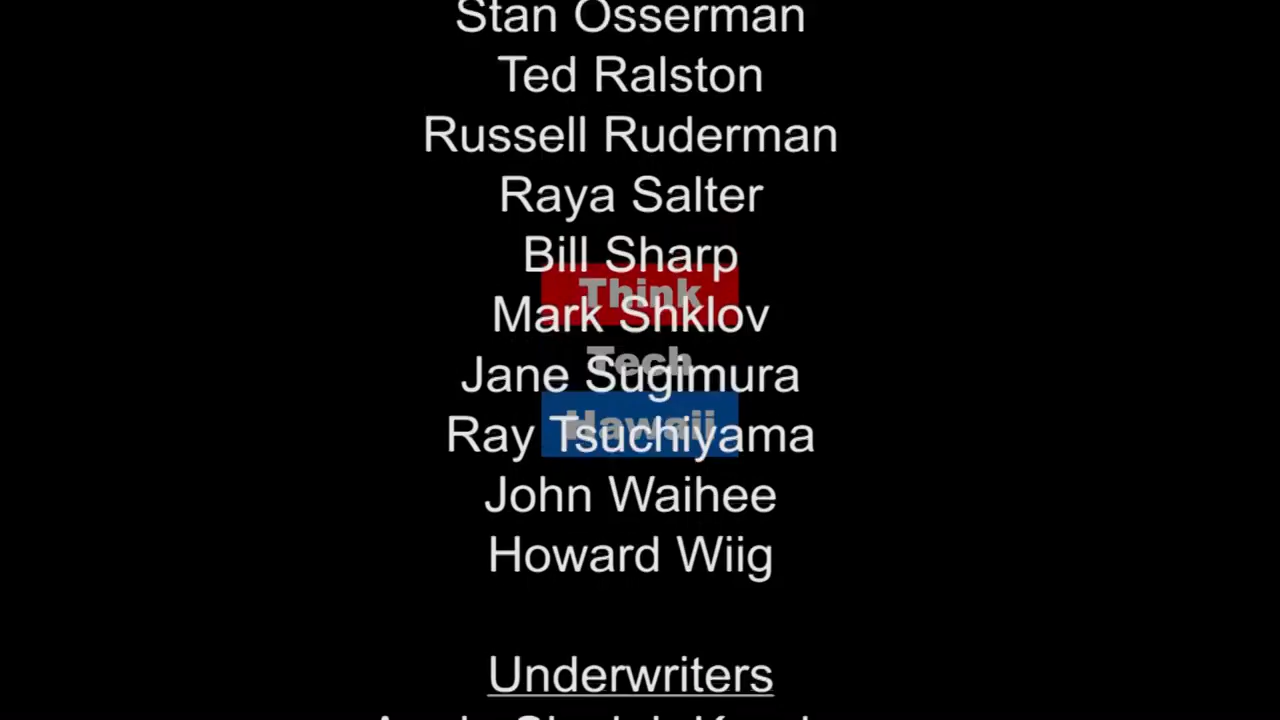 Stan Osserman
Ted Ralston
Russell Ruderman
Raya Salter
Bill Sharp
Think
Mark Shklov
Tech
Jane Sugimura
Hawaii
Ray Tsuchiyama
John Waihee
Howard Wiig
Underwriters